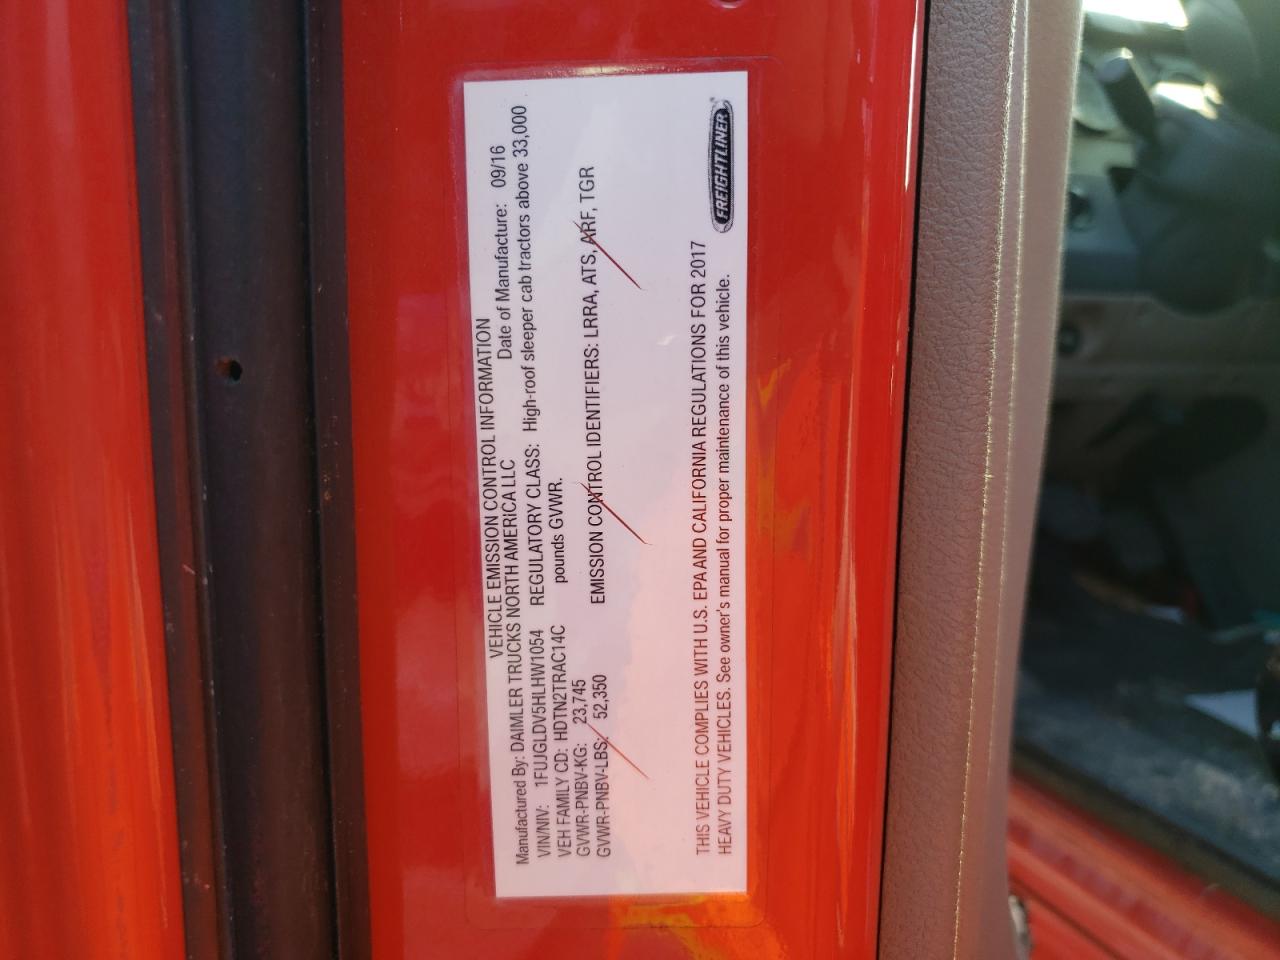 VEHICLE EMISSION CONTROL INFORMATION
Manufactured By: DAIMLER TRUCKS NORTH AMERICA LLC Date of Manufacture: 09/16
VIN/NIV: 1FUJGLDV5HLHW1054 REGULATORY CLASS: High-roof sleeper cab tractors above 33,000
VEH FAMILY CD: HDTN2TRAC14C pounds GVWR.
GVWR-PNBV-KG: 23,745
GVWR-PNBV-LBS: 52,350 EMISSION CONTROL IDENTIFIERS: LRRA, ATS, ARF, TGR
THIS VEHICLE COMPLIES WITH U.S. EPA AND CALIFORNIA REGULATIONS FOR 2017
HEAVY DUTY VEHICLES. See owner's manual for proper maintenance of this vehicle.
FREIGHTLINER